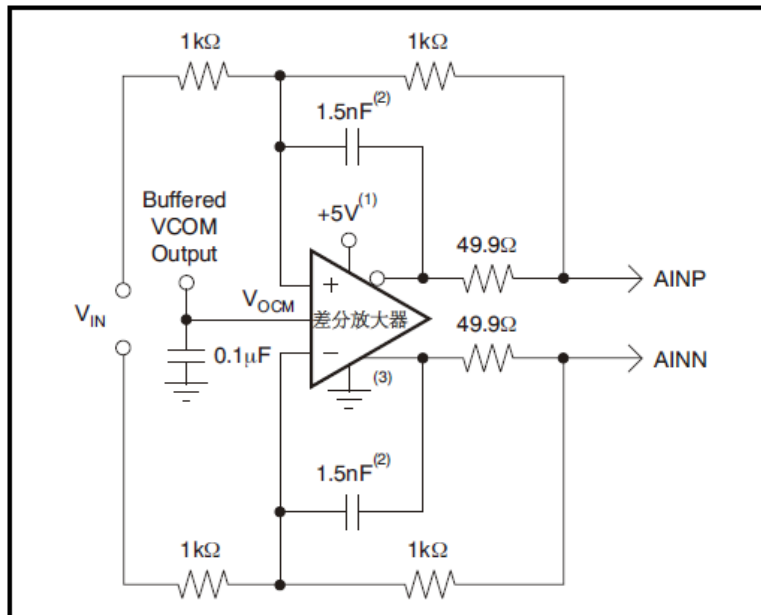 1kΩ
1kΩ
1.5nF(2)
Buffered
VCOM
Output
+5V(1)
49.9Ω
AINP
VIN
VOCM
+
差分放大器
49.9Ω
−
0.1μF
(3)
AINN
1.5nF(2)
1kΩ
1kΩ